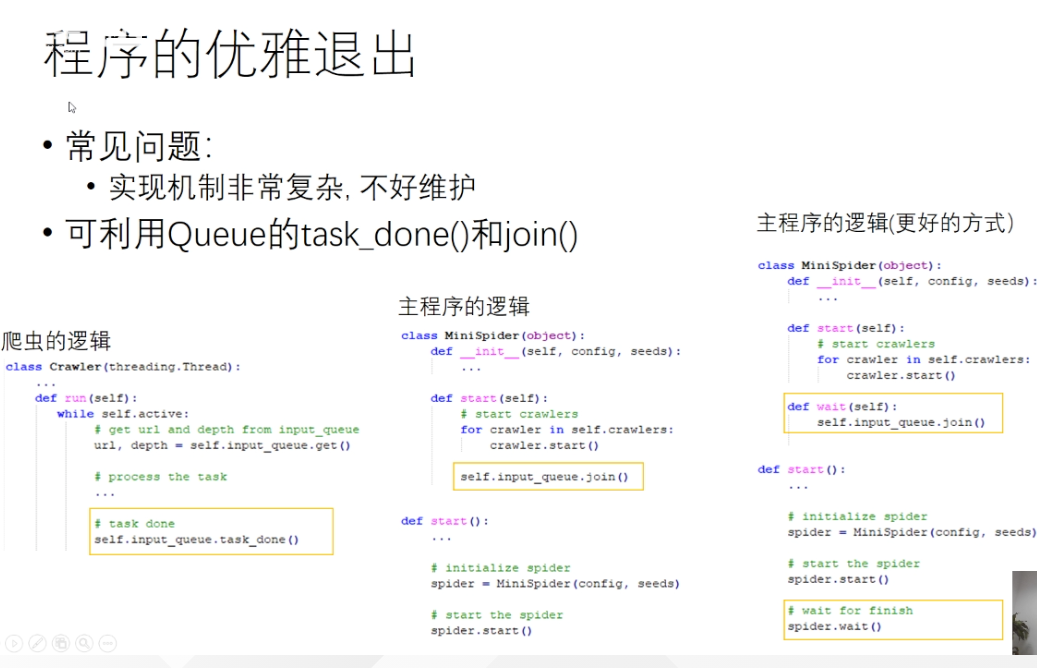 程序的优雅退出
• 常见问题:
• 实现机制非常复杂, 不好维护
• 可利用Queue的task_done()和join()
爬虫的逻辑
class Crawler(threading.Thread):
...
def run(self):
while self.active:
# get url and depth from input_queue
url, depth = self.input_queue.get()
# process the task
...
# task done
self.input_queue.task_done()
主程序的逻辑
class MiniSpider(object):
def __init__(self, config, seeds):
...
def start(self):
# start crawlers
for crawler in self.crawlers:
crawler.start()
self.input_queue.join()
def start():
...
# initialize spider
spider = MiniSpider(config, seeds)
# start the spider
spider.start()
主程序的逻辑(更好的方式)
class MiniSpider(object):
def __init__(self, config, seeds):
...
def start(self):
# start crawlers
for crawler in self.crawlers:
crawler.start()
def wait(self):
self.input_queue.join()
def start():
...
# initialize spider
spider = MiniSpider(config, seeds)
# start the spider
spider.start()
# wait for finish
spider.wait()